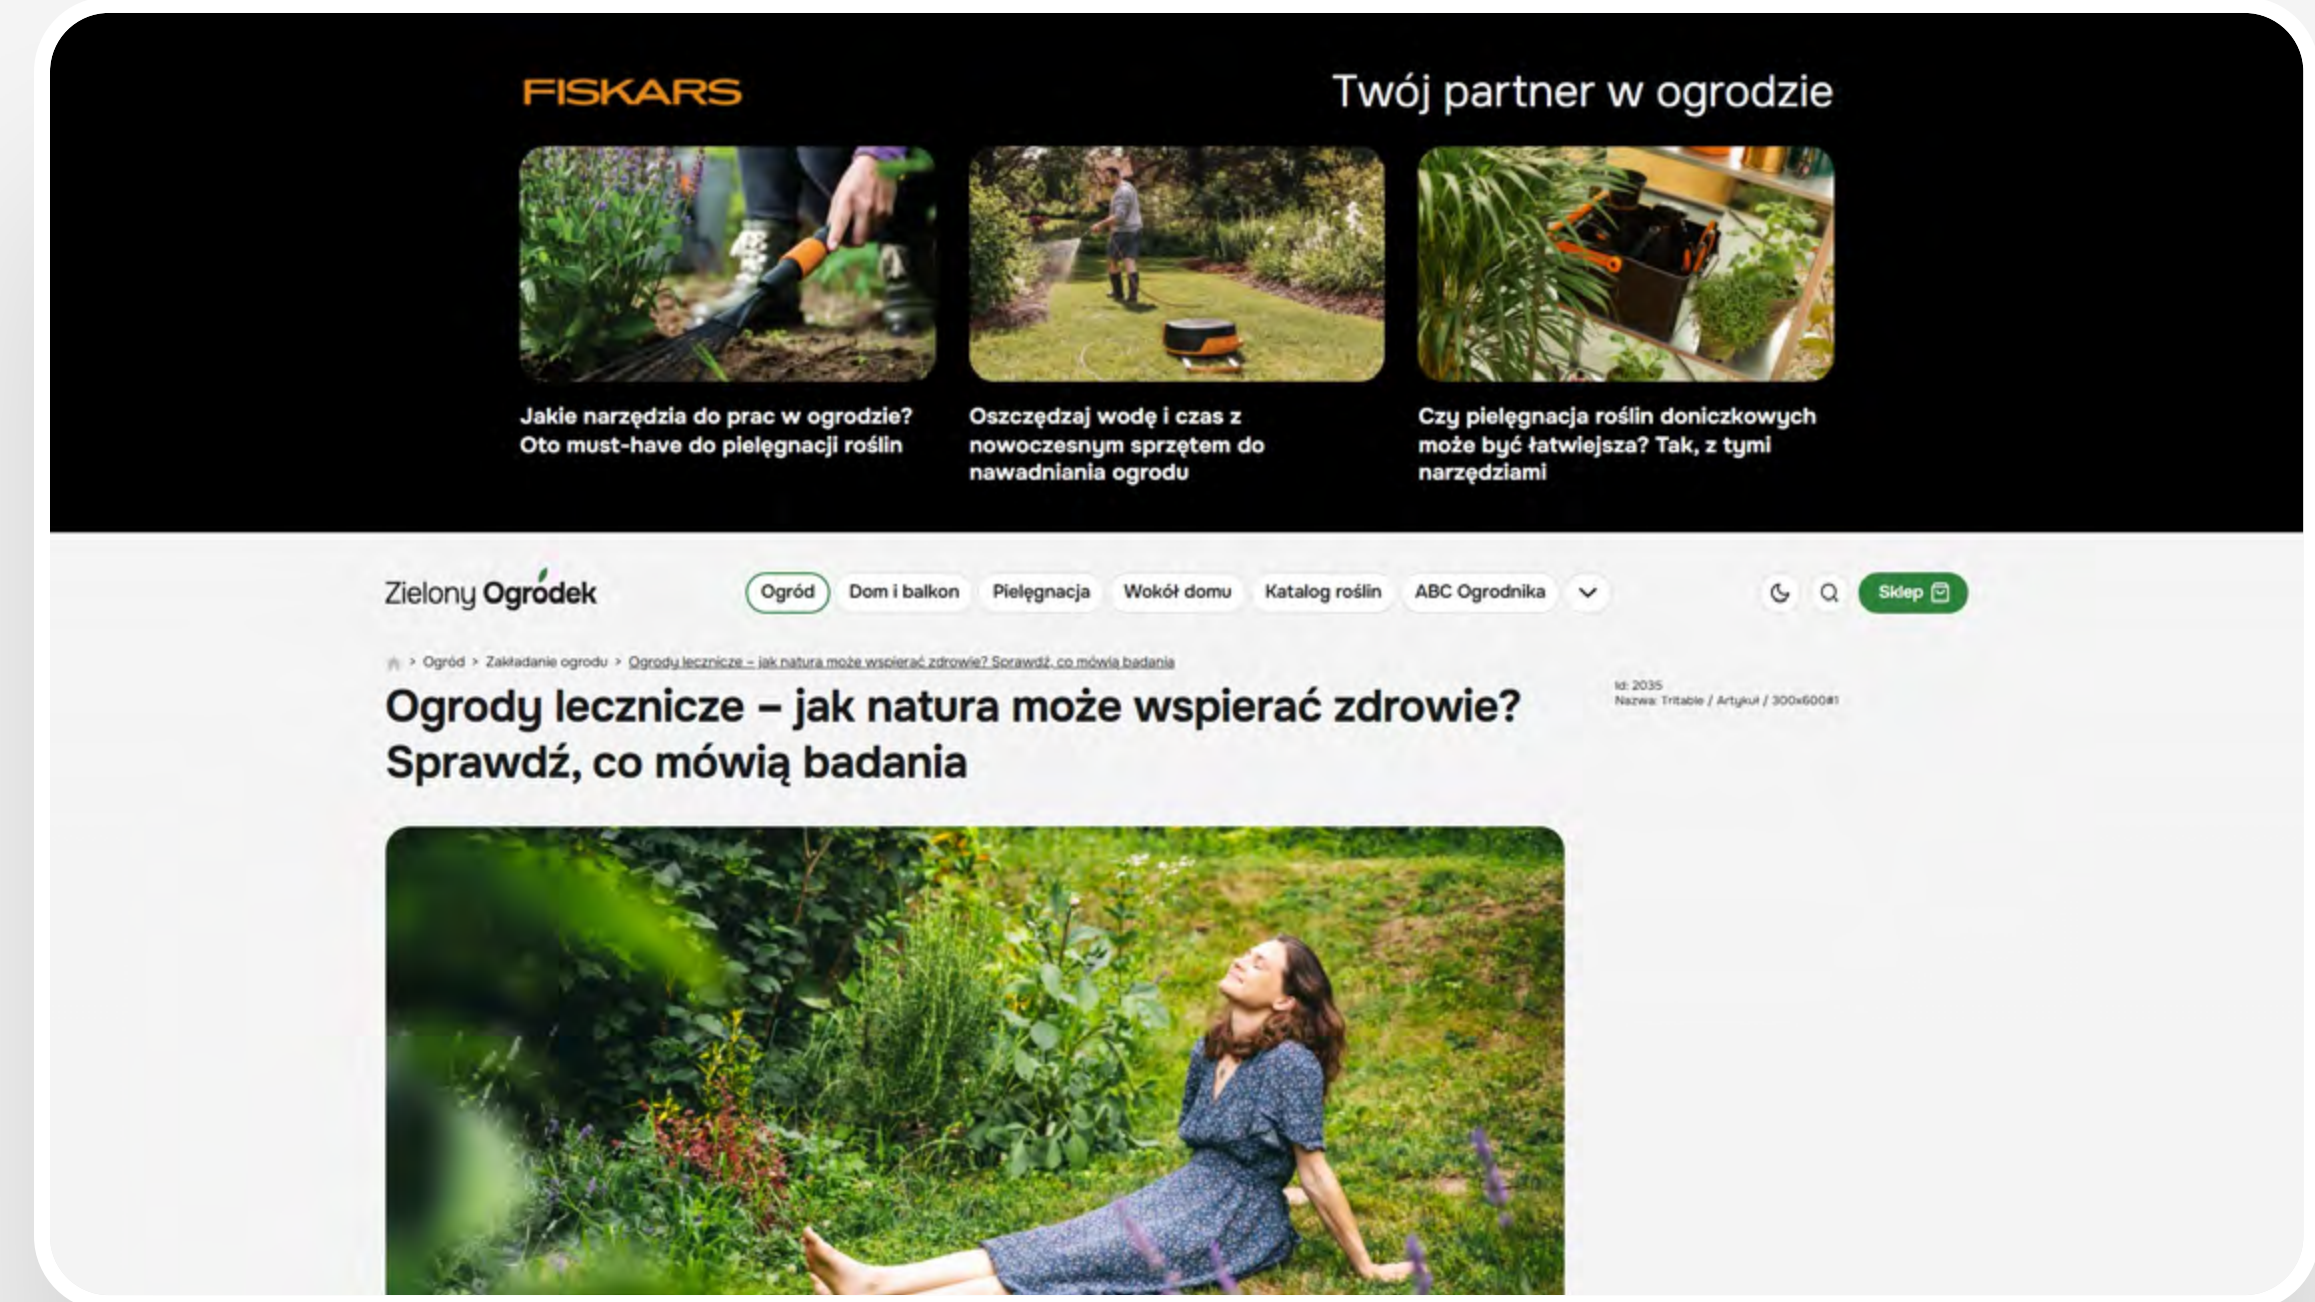 FISKARS
Twój partner w ogrodzie
Jakie narzędzia do prac w ogrodzie?
Oto must-have do pielęgnacji roślin
Oszczędzaj wodę i czas z
nowoczesnym sprzętem do
nawadniania ogrodu
Czy pielęgnacja roślin doniczkowych
może być łatwiejsza? Tak, z tymi
narzędziami
Zielony Ogródek
Ogród
Dom i balkon
Pielęgnacja
Wokół domu
Katalog roślin
ABC Ogrodnika
Sklep
> Ogród > Zakładanie ogrodu > Ogrody lecznicze – jak natura może wspierać zdrowie? Sprawdź, co mówią badania
Ogrody lecznicze – jak natura może wspierać zdrowie?
Sprawdź, co mówią badania
Id: 2035
Nazwa: Tritable / Artykuł / 300x600#1